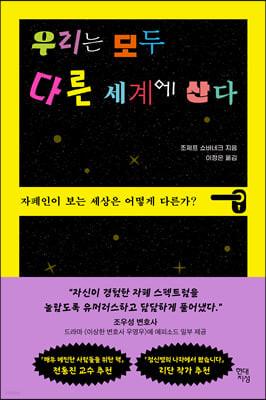 우리는 모두
다른 세계에 산다
조제프 쇼바네크 지음
이정은 옮김
자폐인이 보는 세상은 어떻게 다른가?
"자신이 경험한 자폐 스펙트럼을
놀랍도록 유머러스하고 담담하게 풀어냈다."
조우성 변호사
드라마 〈이상한 변호사 우영우〉에 에피소드 일부 제공
"매우 예민한 사람들을 위한 책』
전홍진 교수 추천
『정신병의 나라에서 왔습니다』
리단 작가 추천
현대
지성